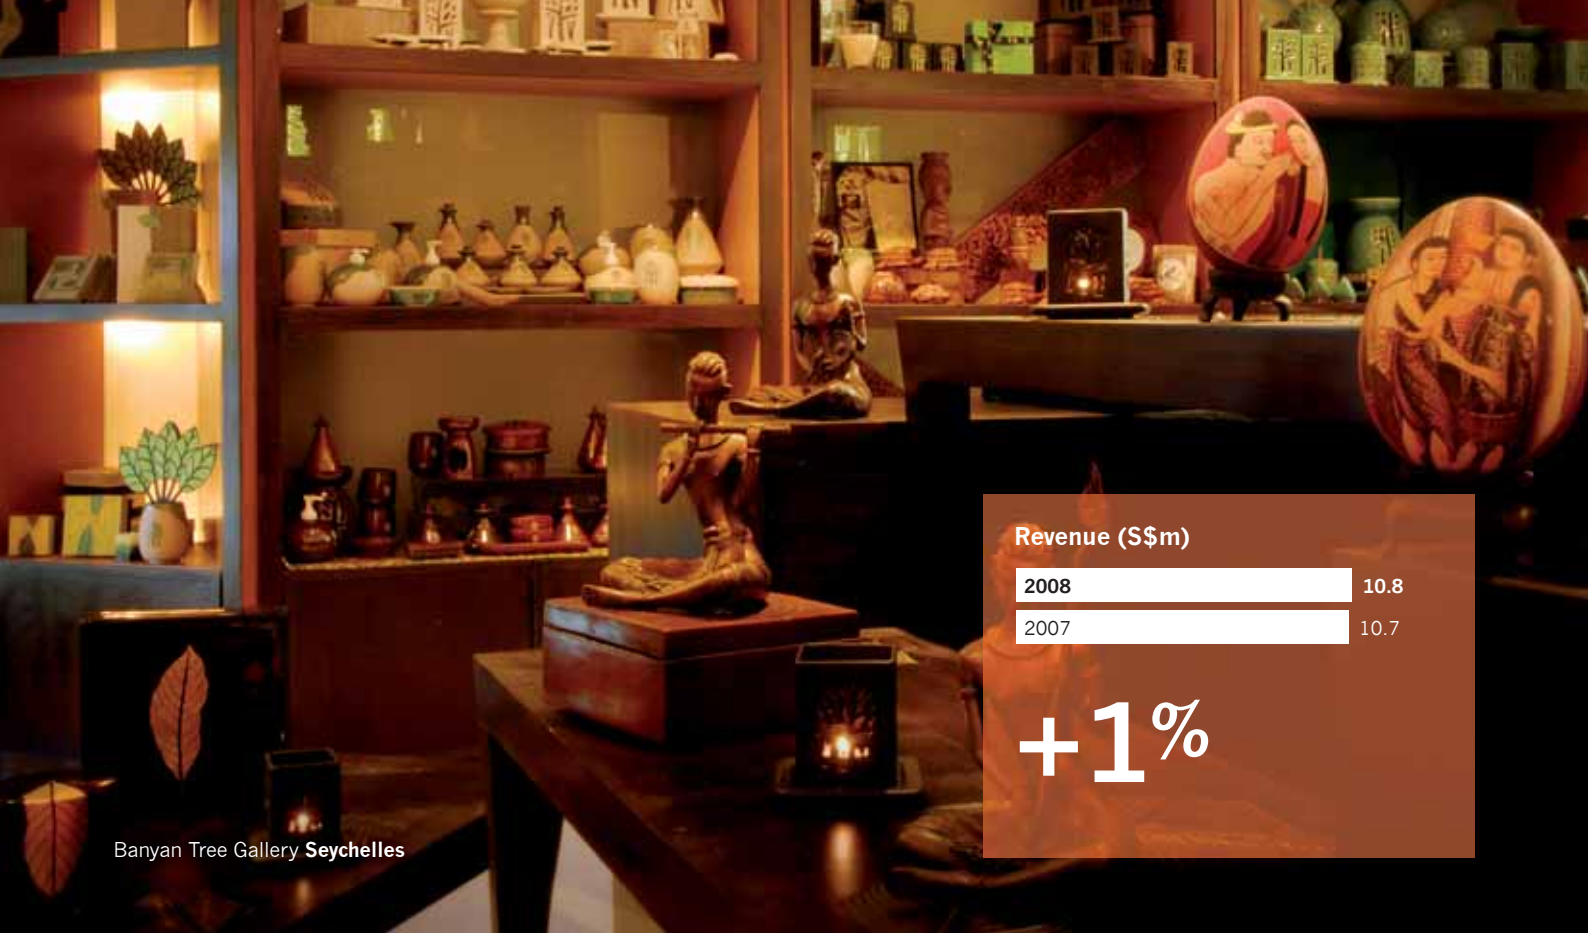 Revenue (S$m)
2008 10.8
2007 10.7
+1%
Banyan Tree Gallery Seychelles